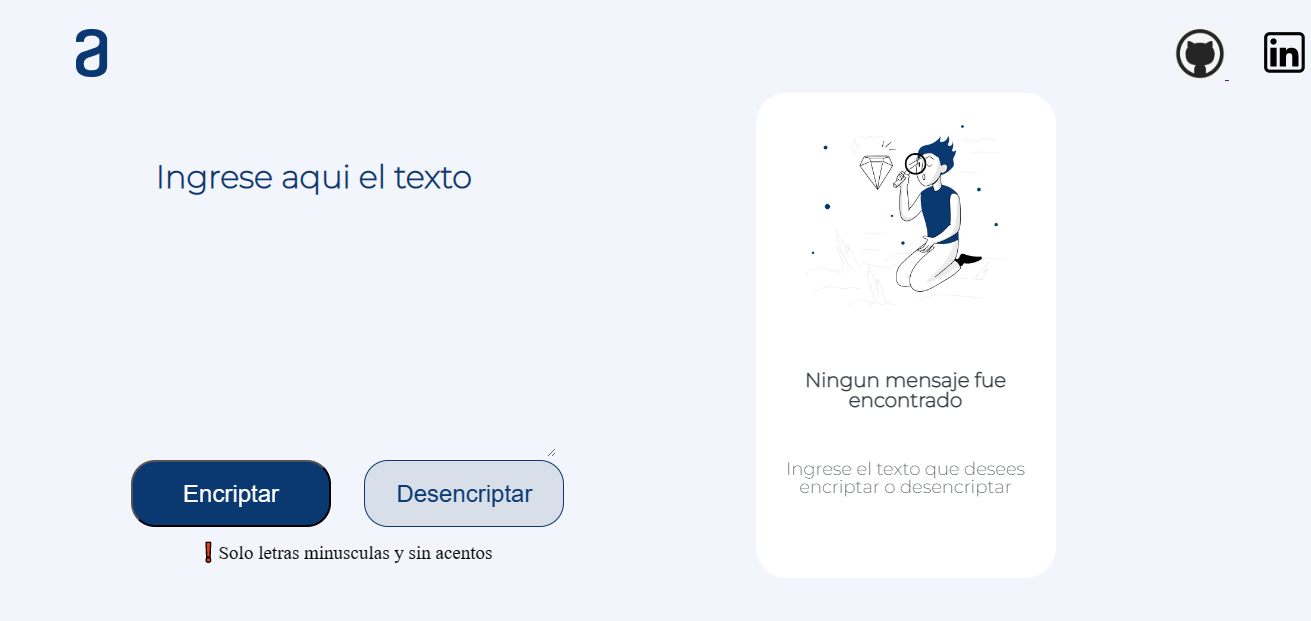 a
in
Ingrese aqui el texto
Ningun mensaje fue
encontrado
Ingrese el texto que desees
encriptar o desencriptar
Encriptar
Desencriptar
❗Solo letras minusculas y sin acentos